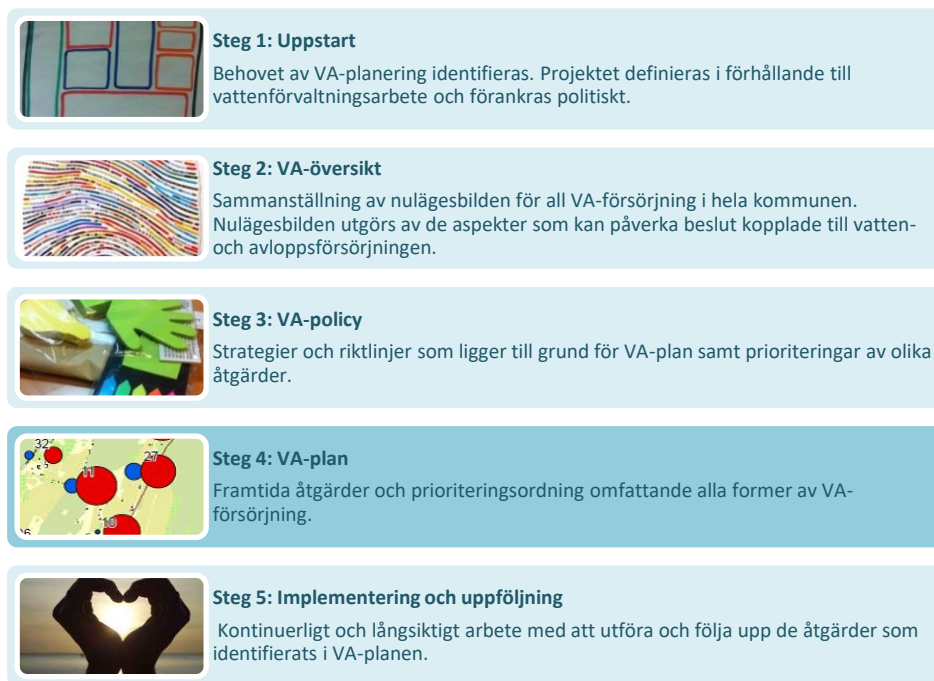 Steg 1: Uppstart
Behovet av VA-planering identifieras. Projektet definieras i förhållande till
vattenförvaltningsarbete och förankras politiskt.
Steg 2: VA-översikt
Sammanställning av nulägesbilden för all VA-försörjning i hela kommunen.
Nulägesbilden utgörs av de aspekter som kan påverka beslut kopplade till vatten-
och avloppsförsörjningen.
Steg 3: VA-policy
Strategier och riktlinjer som ligger till grund för VA-plan samt prioriteringar av olika
åtgärder.
32
27
11
10
Steg 4: VA-plan
Framtida åtgärder och prioriteringsordning omfattande alla former av VA-
försörjning.
Steg 5: Implementering och uppföljning
Kontinuerligt och långsiktigt arbete med att utföra och följa upp de åtgärder som
identifierats i VA-planen.